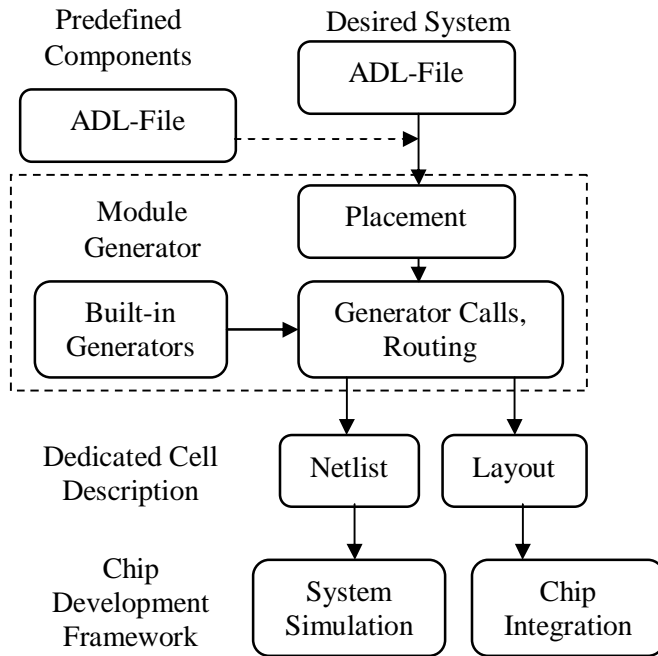 Predefined
Components
Desired System
ADL-File
ADL-File
Module
Generator
Placement
Built-in
Generators
Generator Calls,
Routing
Dedicated Cell
Description
Netlist
Layout
Chip
Development
Framework
System
Simulation
Chip
Integration